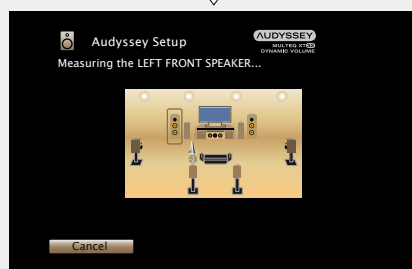 Audyssey Setup
AUDYSSEY
MULTEQ XT32
DYNAMIC VOLUME
Measuring the LEFT FRONT SPEAKER...
Cancel